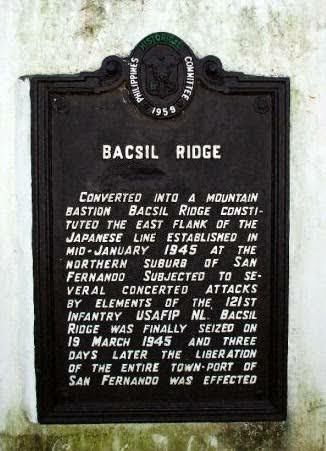 PHILIPPINES HISTORICAL COMMITTEE
1959
BACSIL RIDGE
CONVERTED INTO A MOUNTAIN
BASTION BACSIL RIDGE CONSTI-
TUTED THE EAST FLANK OF THE
JAPANESE LINE ESTABLISHED IN
MID-JANUARY 1945 AT THE
NORTHERN SUBURB OF SAN
FERNANDO SUBJECTED TO SE-
VERAL CONCERTED ATTACKS
BY ELEMENTS OF THE 121ST
INFANTRY USAFIP NL. BACSIL
RIDGE WAS FINALLY SEIZED ON
19 MARCH 1945 AND THREE
DAYS LATER THE LIBERATION
OF THE ENTIRE TOWN-PORT OF
SAN FERNANDO WAS EFFECTED